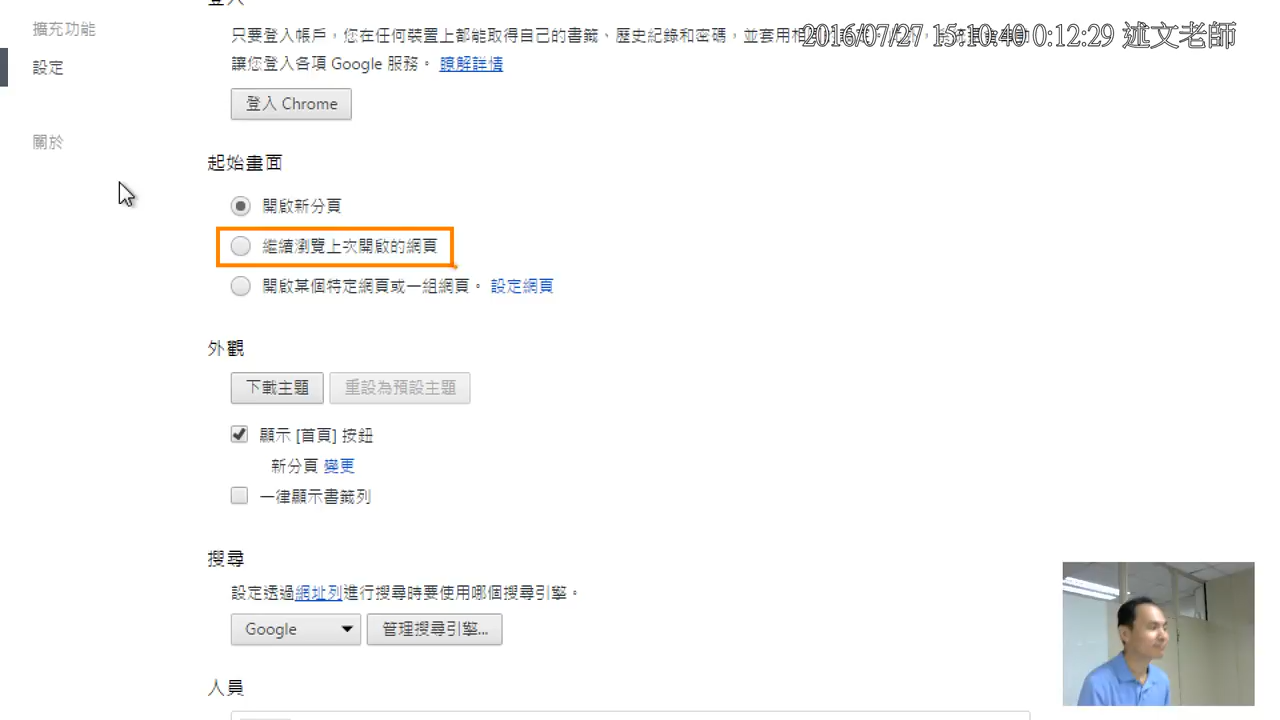 登入
擴充功能
只要登入帳戶，您在任何裝置上都能取得自己的書籤、歷史紀錄和密碼，並套用相
2016/07/27 15:10:40 0:12:29 述文老師
設定
讓您登入各項 Google 服務。 瞭解詳情
登入 Chrome
關於
起始畫面
開啟新分頁
繼續瀏覽上次開啟的網頁
開啟某個特定網頁或一組網頁。 設定網頁
外觀
下載主題 重設為預設主題
顯示 [首頁] 按鈕
新分頁 變更
一律顯示書籤列
搜尋
設定透過網址列進行搜尋時要使用哪個搜尋引擎。
Google 管理搜尋引擎...
人員